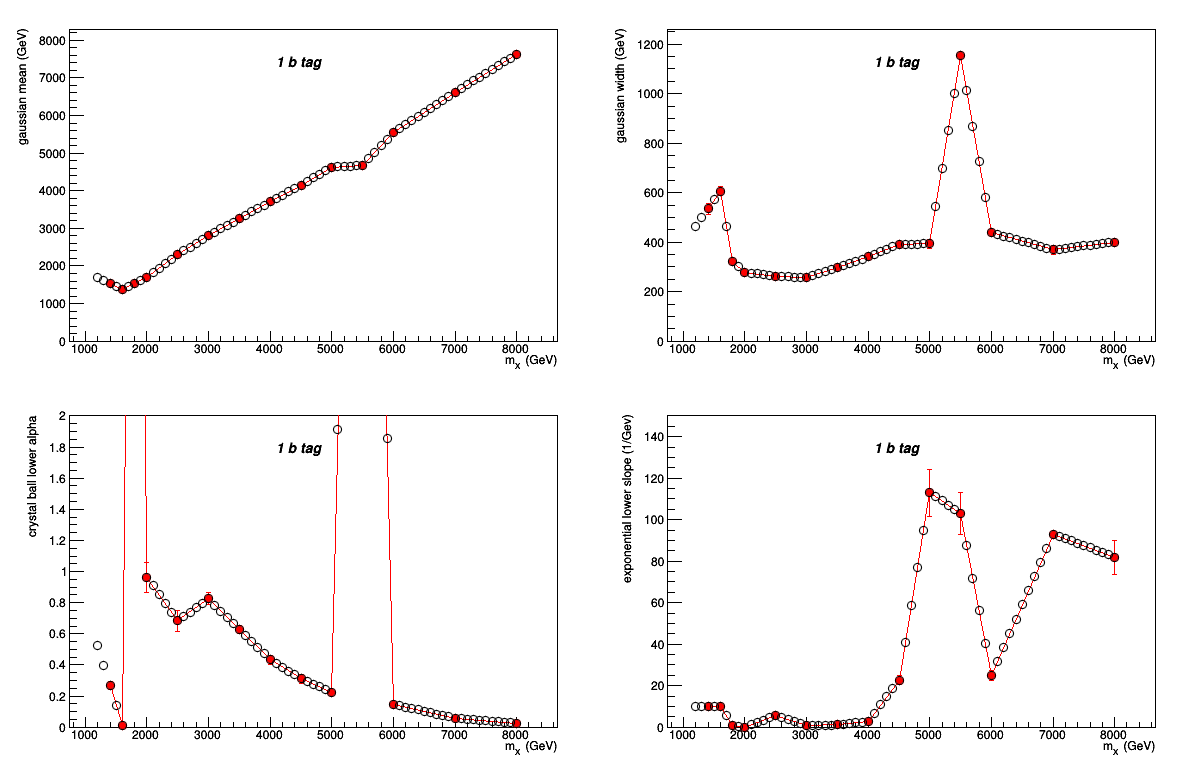 gaussian mean (GeV)
1 b tag
8000
7000
6000
5000
4000
3000
2000
1000
0
1000 2000 3000 4000 5000 6000 7000 8000
mx (GeV)
gaussian width (GeV)
1 b tag
1200
1000
800
600
400
200
0
1000 2000 3000 4000 5000 6000 7000 8000
mx (GeV)
crystal ball lower alpha
1 b tag
2
1.8
1.6
1.4
1.2
1
0.8
0.6
0.4
0.2
0
1000 2000 3000 4000 5000 6000 7000 8000
mx (GeV)
exponential lower slope (1/Gev)
1 b tag
140
120
100
80
60
40
20
0
1000 2000 3000 4000 5000 6000 7000 8000
mx (GeV)